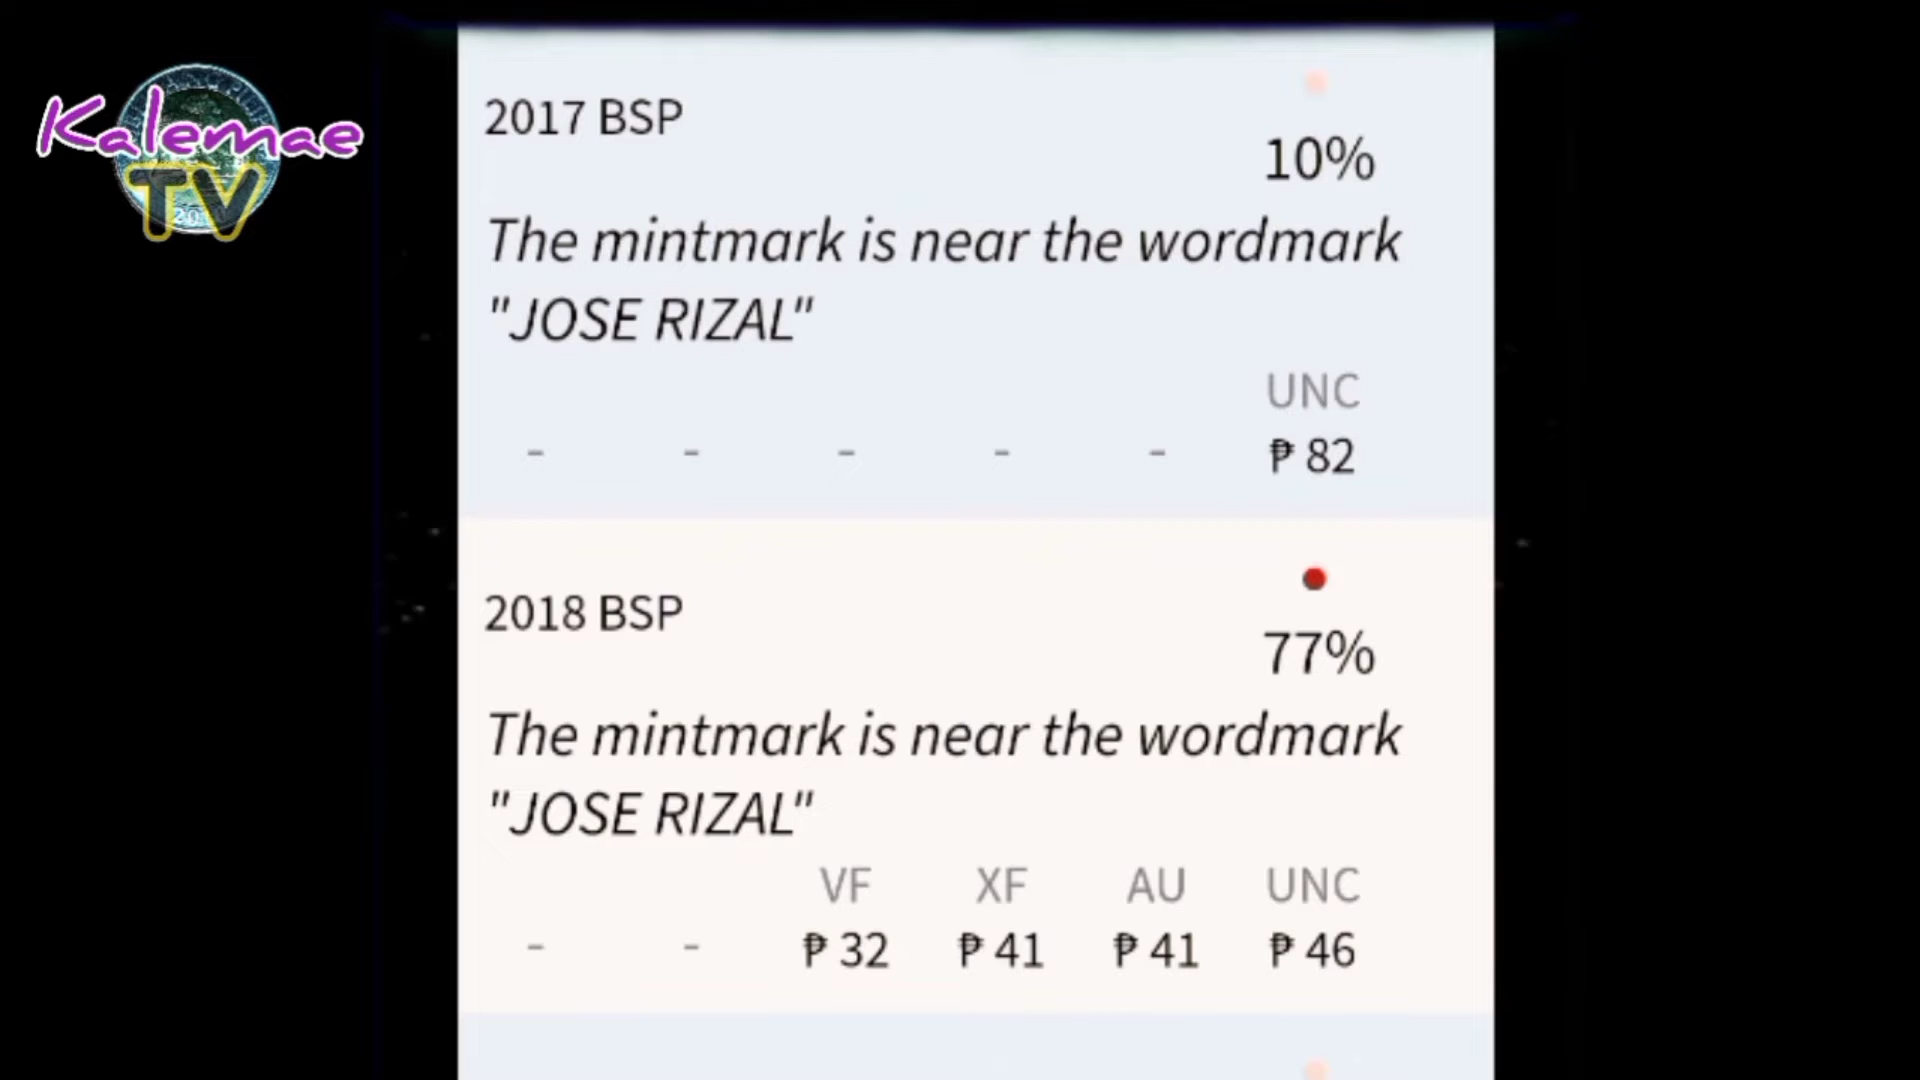 Kalemae
TV
2017 BSP
10%
The mintmark is near the wordmark
"JOSE RIZAL"
UNC
- - - - - ₱ 82
2018 BSP
77%
The mintmark is near the wordmark
"JOSE RIZAL"
VF XF AU UNC
- - ₱ 32 ₱ 41 ₱ 41 ₱ 46